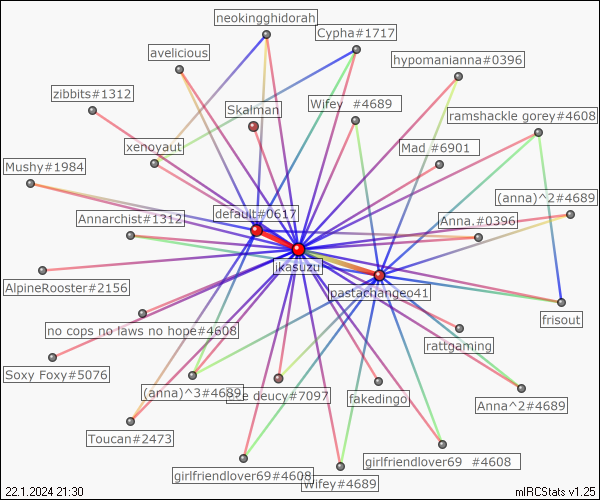 neokingghidorah
Cypha#1717
avelicious
hypomanianna#0396
zibbits#1312
Skalman
Wifey #4689
ramshackle gorey#4608
xenoyaut
Mad #6901
Mushy#1984
(anna)^2#4689
default#0617
Annarchist#1312
Anna.#0396
ikasuzu
AlpineRooster#2156
pastachangeo41
frisout
no cops no laws no hope#4608
rattgaming
Soxy Foxy#5076
(anna)^3#4689
deucy#7097
fakedingo
Anna^2#4689
Toucan#2473
girlfriendlover69#4608
girlfriendlover69 #4608
Wifey#4689
22.1.2024 21:30
mIRCStats v1.25